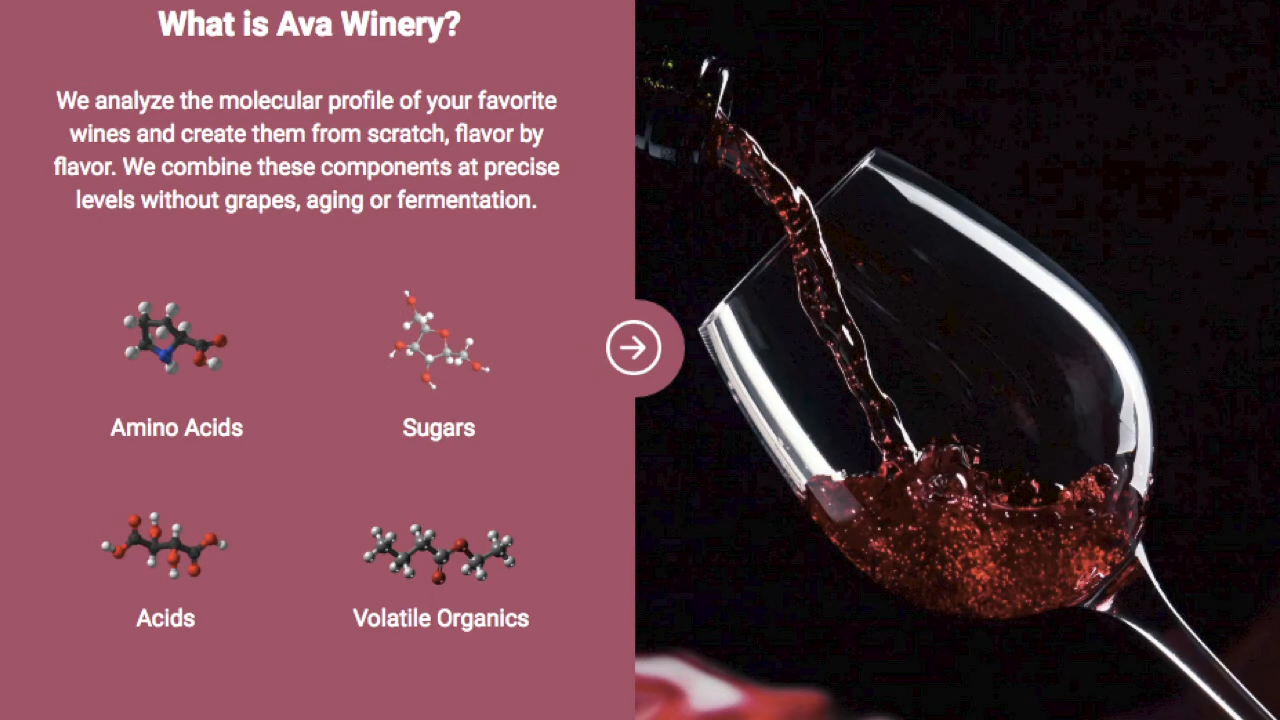 What is Ava Winery?
We analyze the molecular profile of your favorite
wines and create them from scratch, flavor by
flavor. We combine these components at precise
levels without grapes, aging or fermentation.
Amino Acids
Sugars
Acids
Volatile Organics